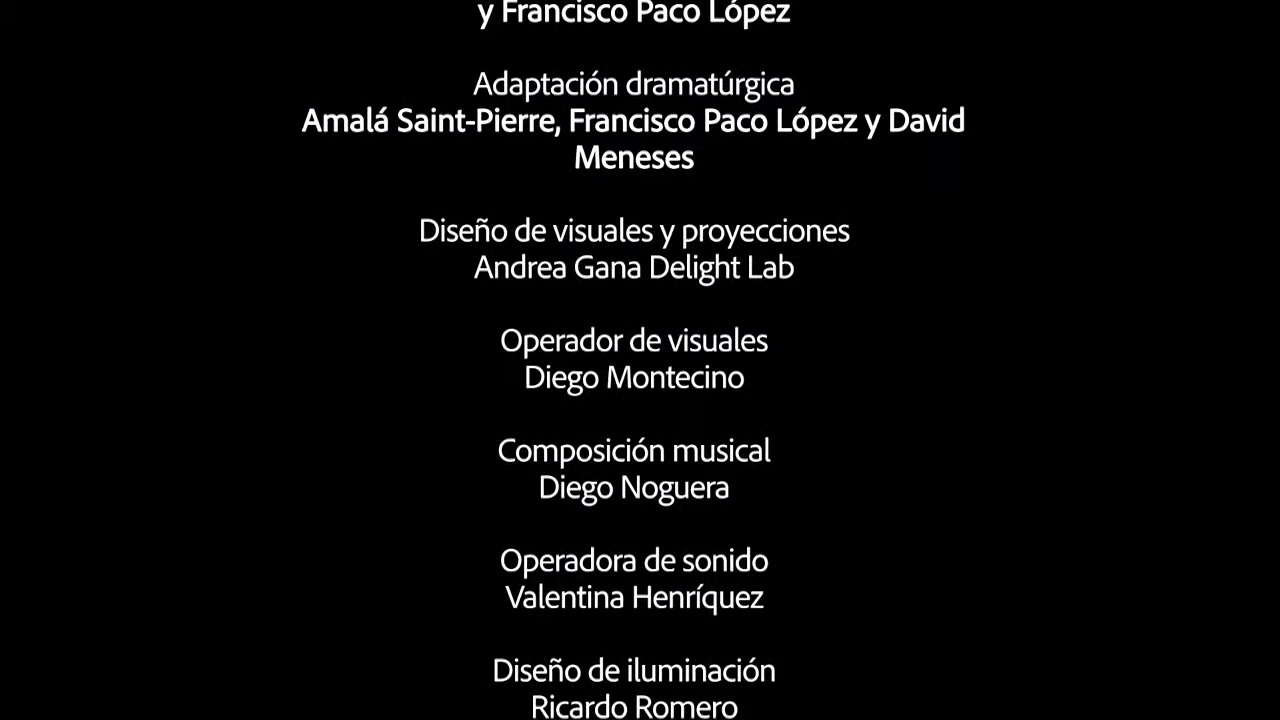 y Francisco Paco López
Adaptación dramatúrgica
Amalá Saint-Pierre, Francisco Paco López y David
Meneses
Diseño de visuales y proyecciones
Andrea Gana Delight Lab
Operador de visuales
Diego Montecino
Composición musical
Diego Noguera
Operadora de sonido
Valentina Henríquez
Diseño de iluminación
Ricardo Romero